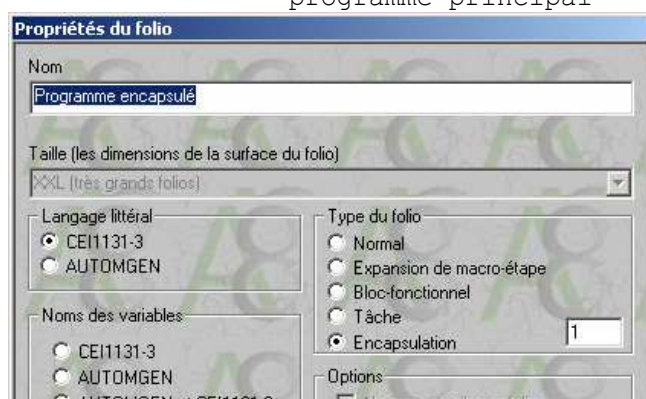 programme principal
Propriétés du folio
Nom
Programme encapsulé
Taille (les dimensions de la surface du folio)
XXL (très grands folios)
Langage littéral
CEI1131-3
AUTOMGEN
Noms des variables
CEI1131-3
AUTOMGEN
Type du folio
Normal
Expansion de macro-étape
Bloc-fonctionnel
Tâche
Encapsulation
1
Options